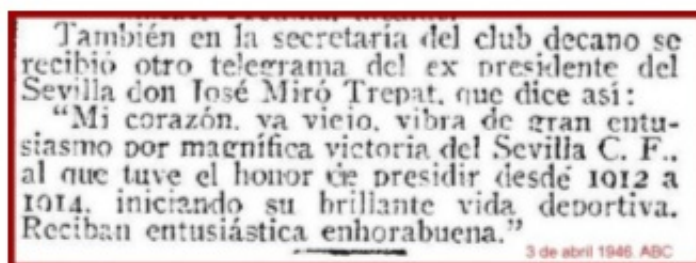 También en la secretaría del club decano se
recibió otro telegrama del ex presidente del
Sevilla don José Miró Trepat, que dice así:
"Mi corazón, ya viejo, vibra de gran entu-
siasmo por magnífica victoria del Sevilla C. F.,
al que tuve el honor de presidir desde 1912 a
1914, iniciando su brillante vida deportiva.
Reciban entusiástica enhorabuena."
3 de abril 1946. ABC